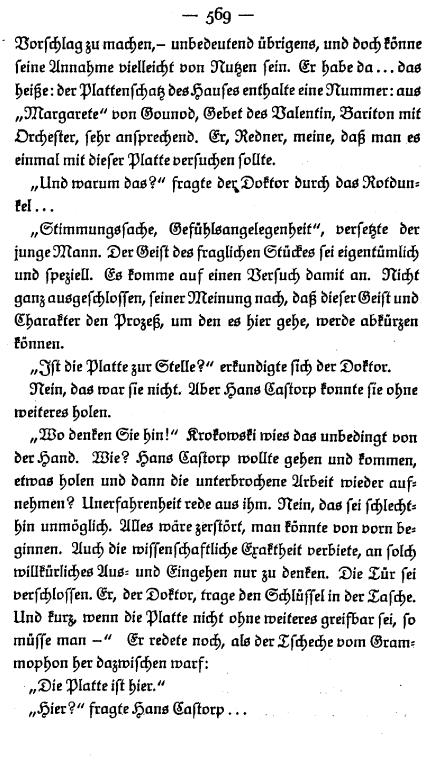 — 569 —
Vorschlag zu machen,– unbedeutend übrigens, und doch könne
seine Annahme vielleicht von Nutzen sein. Er habe da... das
heiße: der Plattenschatz des Hauses enthalte eine Nummer: aus
„Margarete“ von Gounod, Gebet des Valentin, Bariton mit
Orchester, sehr ansprechend. Er, Redner, meine, daß man es
einmal mit dieser Platte versuchen sollte.
„Und warum das?“ fragte der Doktor durch das Rotdun-
kel...
„Stimmungssache, Gefühlsangelegenheit“, versetzte der
junge Mann. Der Geist des fraglichen Stückes sei eigentümlich
und speziell. Es komme auf einen Versuch damit an. Nicht
ganz ausgeschlossen, seiner Meinung nach, daß dieser Geist und
Charakter den Prozeß, um den es hier gehe, werde abkürzen
können.
„Ist die Platte zur Stelle?“ erkundigte sich der Doktor.
Nein, das war sie nicht. Aber Hans Castorp konnte sie ohne
weiteres holen.
„Wo denken Sie hin!“ Krokowski wies das unbedingt von
der Hand. Wie? Hans Castorp wollte gehen und kommen,
etwas holen und dann die unterbrochene Arbeit wieder auf-
nehmen? Unerfahrenheit rede aus ihm. Nein, das sei schlecht-
hin unmöglich. Alles wäre zerstört, man könnte von vorn be-
ginnen. Auch die wissenschaftliche Exaktheit verbiete, an solch
willkürliches Aus- und Eingehen nur zu denken. Die Tür sei
verschlossen. Er, der Doktor, trage den Schlüssel in der Tasche.
Und kurz, wenn die Platte nicht ohne weiteres greifbar sei, so
müsse man –“ Er redete noch, als der Tscheche vom Gram-
mophon her dazwischen warf:
„Die Platte ist hier.“
„Hier?“ fragte Hans Castorp...